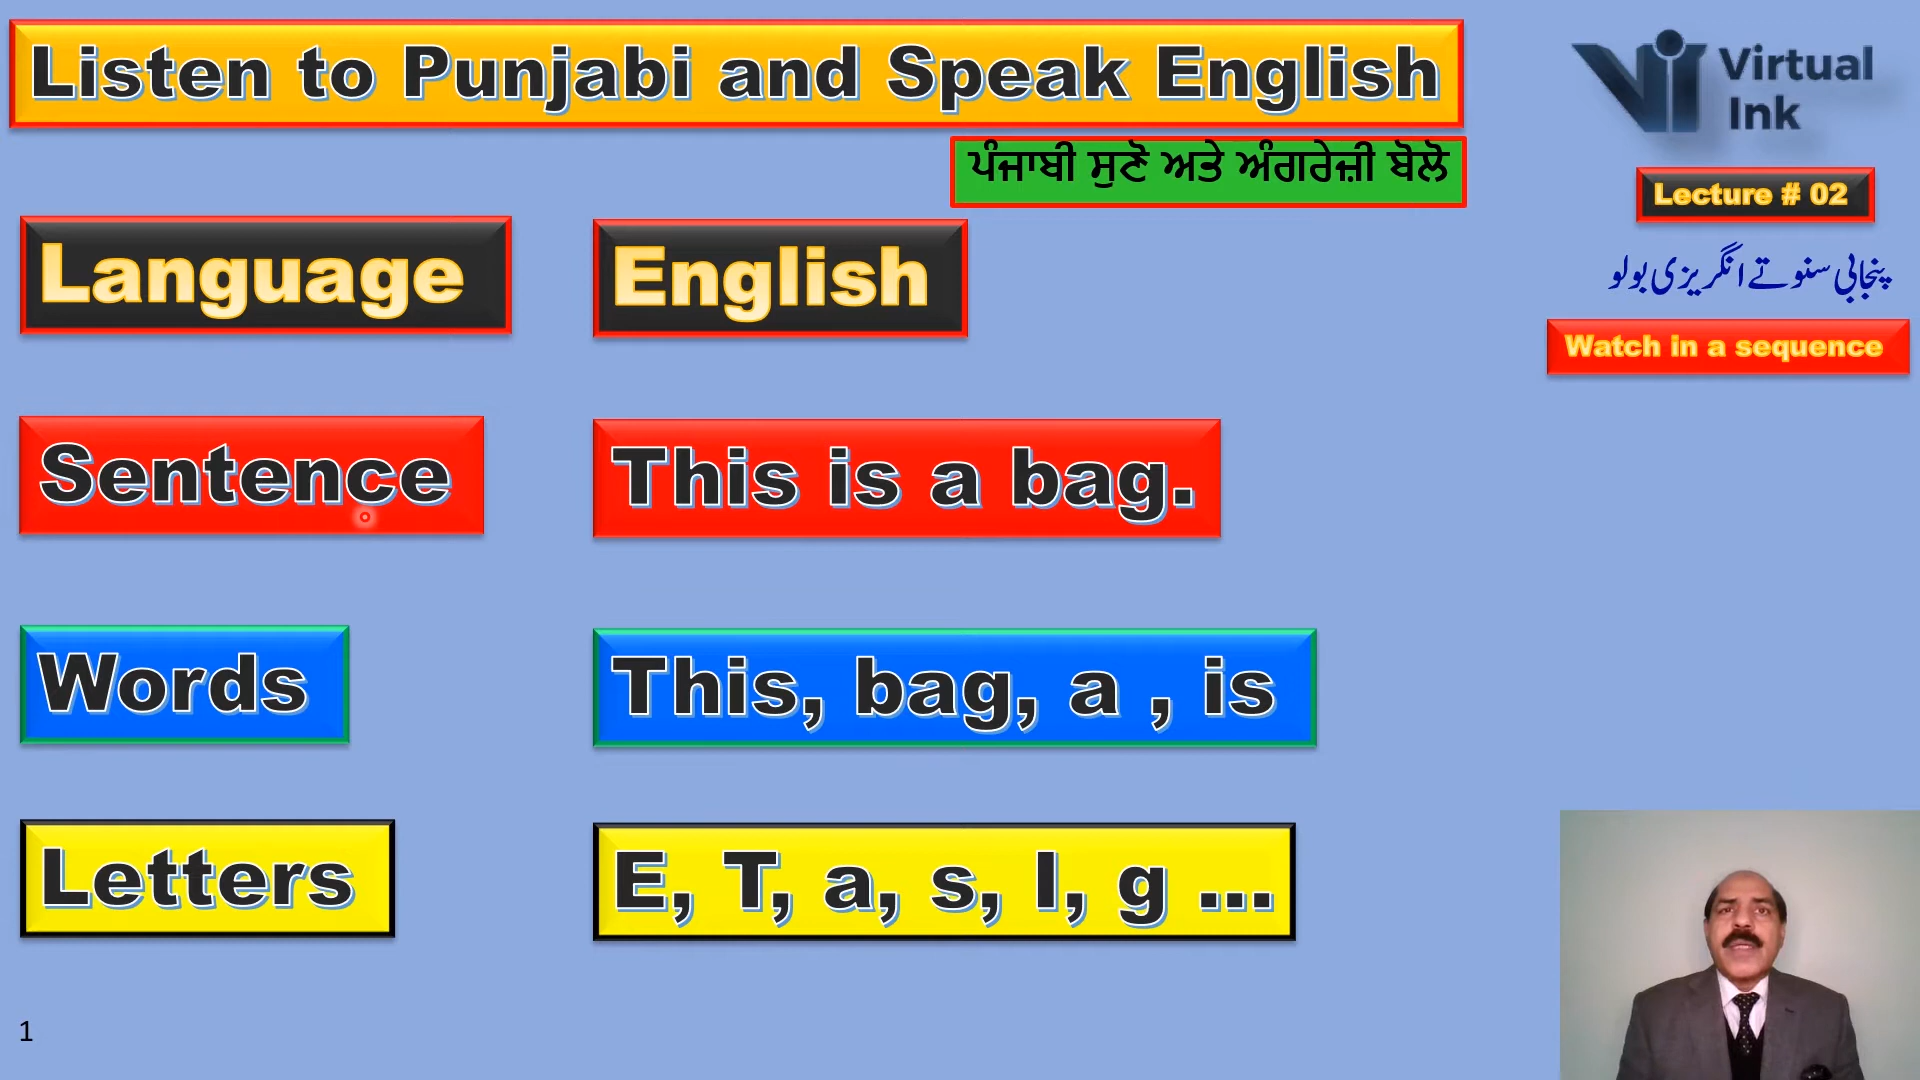 Listen to Punjabi and Speak English
Virtual
Ink
ਪੰਜਾਬੀ ਸੁਣੋ ਅਤੇ ਅੰਗਰੇਜ਼ੀ ਬੋਲੋ
Lecture # 02
پنجابی سنو تے انگریزی بولو
Watch in a sequence
Language
English
Sentence
This is a bag.
Words
This, bag, a , is
Letters
E, T, a, s, I, g ...
1